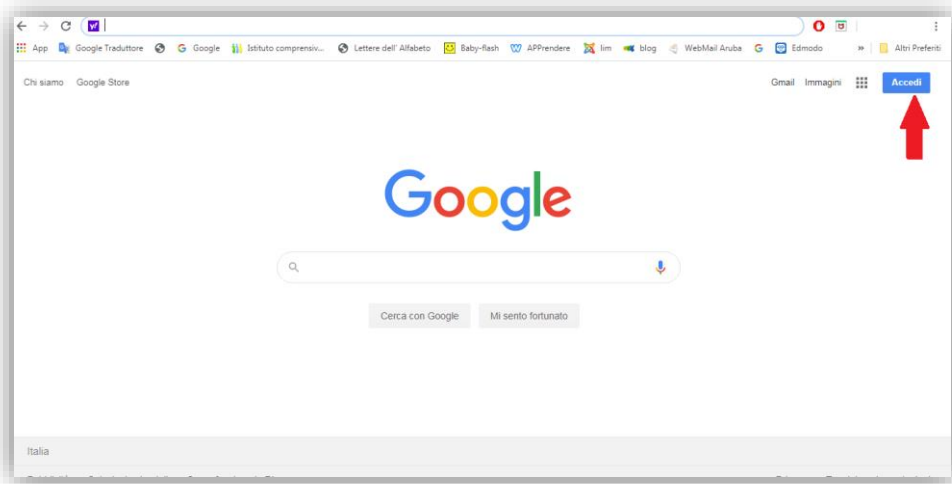 y!
App Google Traduttore Google Istituto comprensiv... Lettere dell' Alfabeto Baby-flash APPrendere lim blog WebMail Aruba Edmodo » Altri Preferiti
Chi siamo Google Store Gmail Immagini Accedi
Google
Cerca con Google Mi sento fortunato
Italia